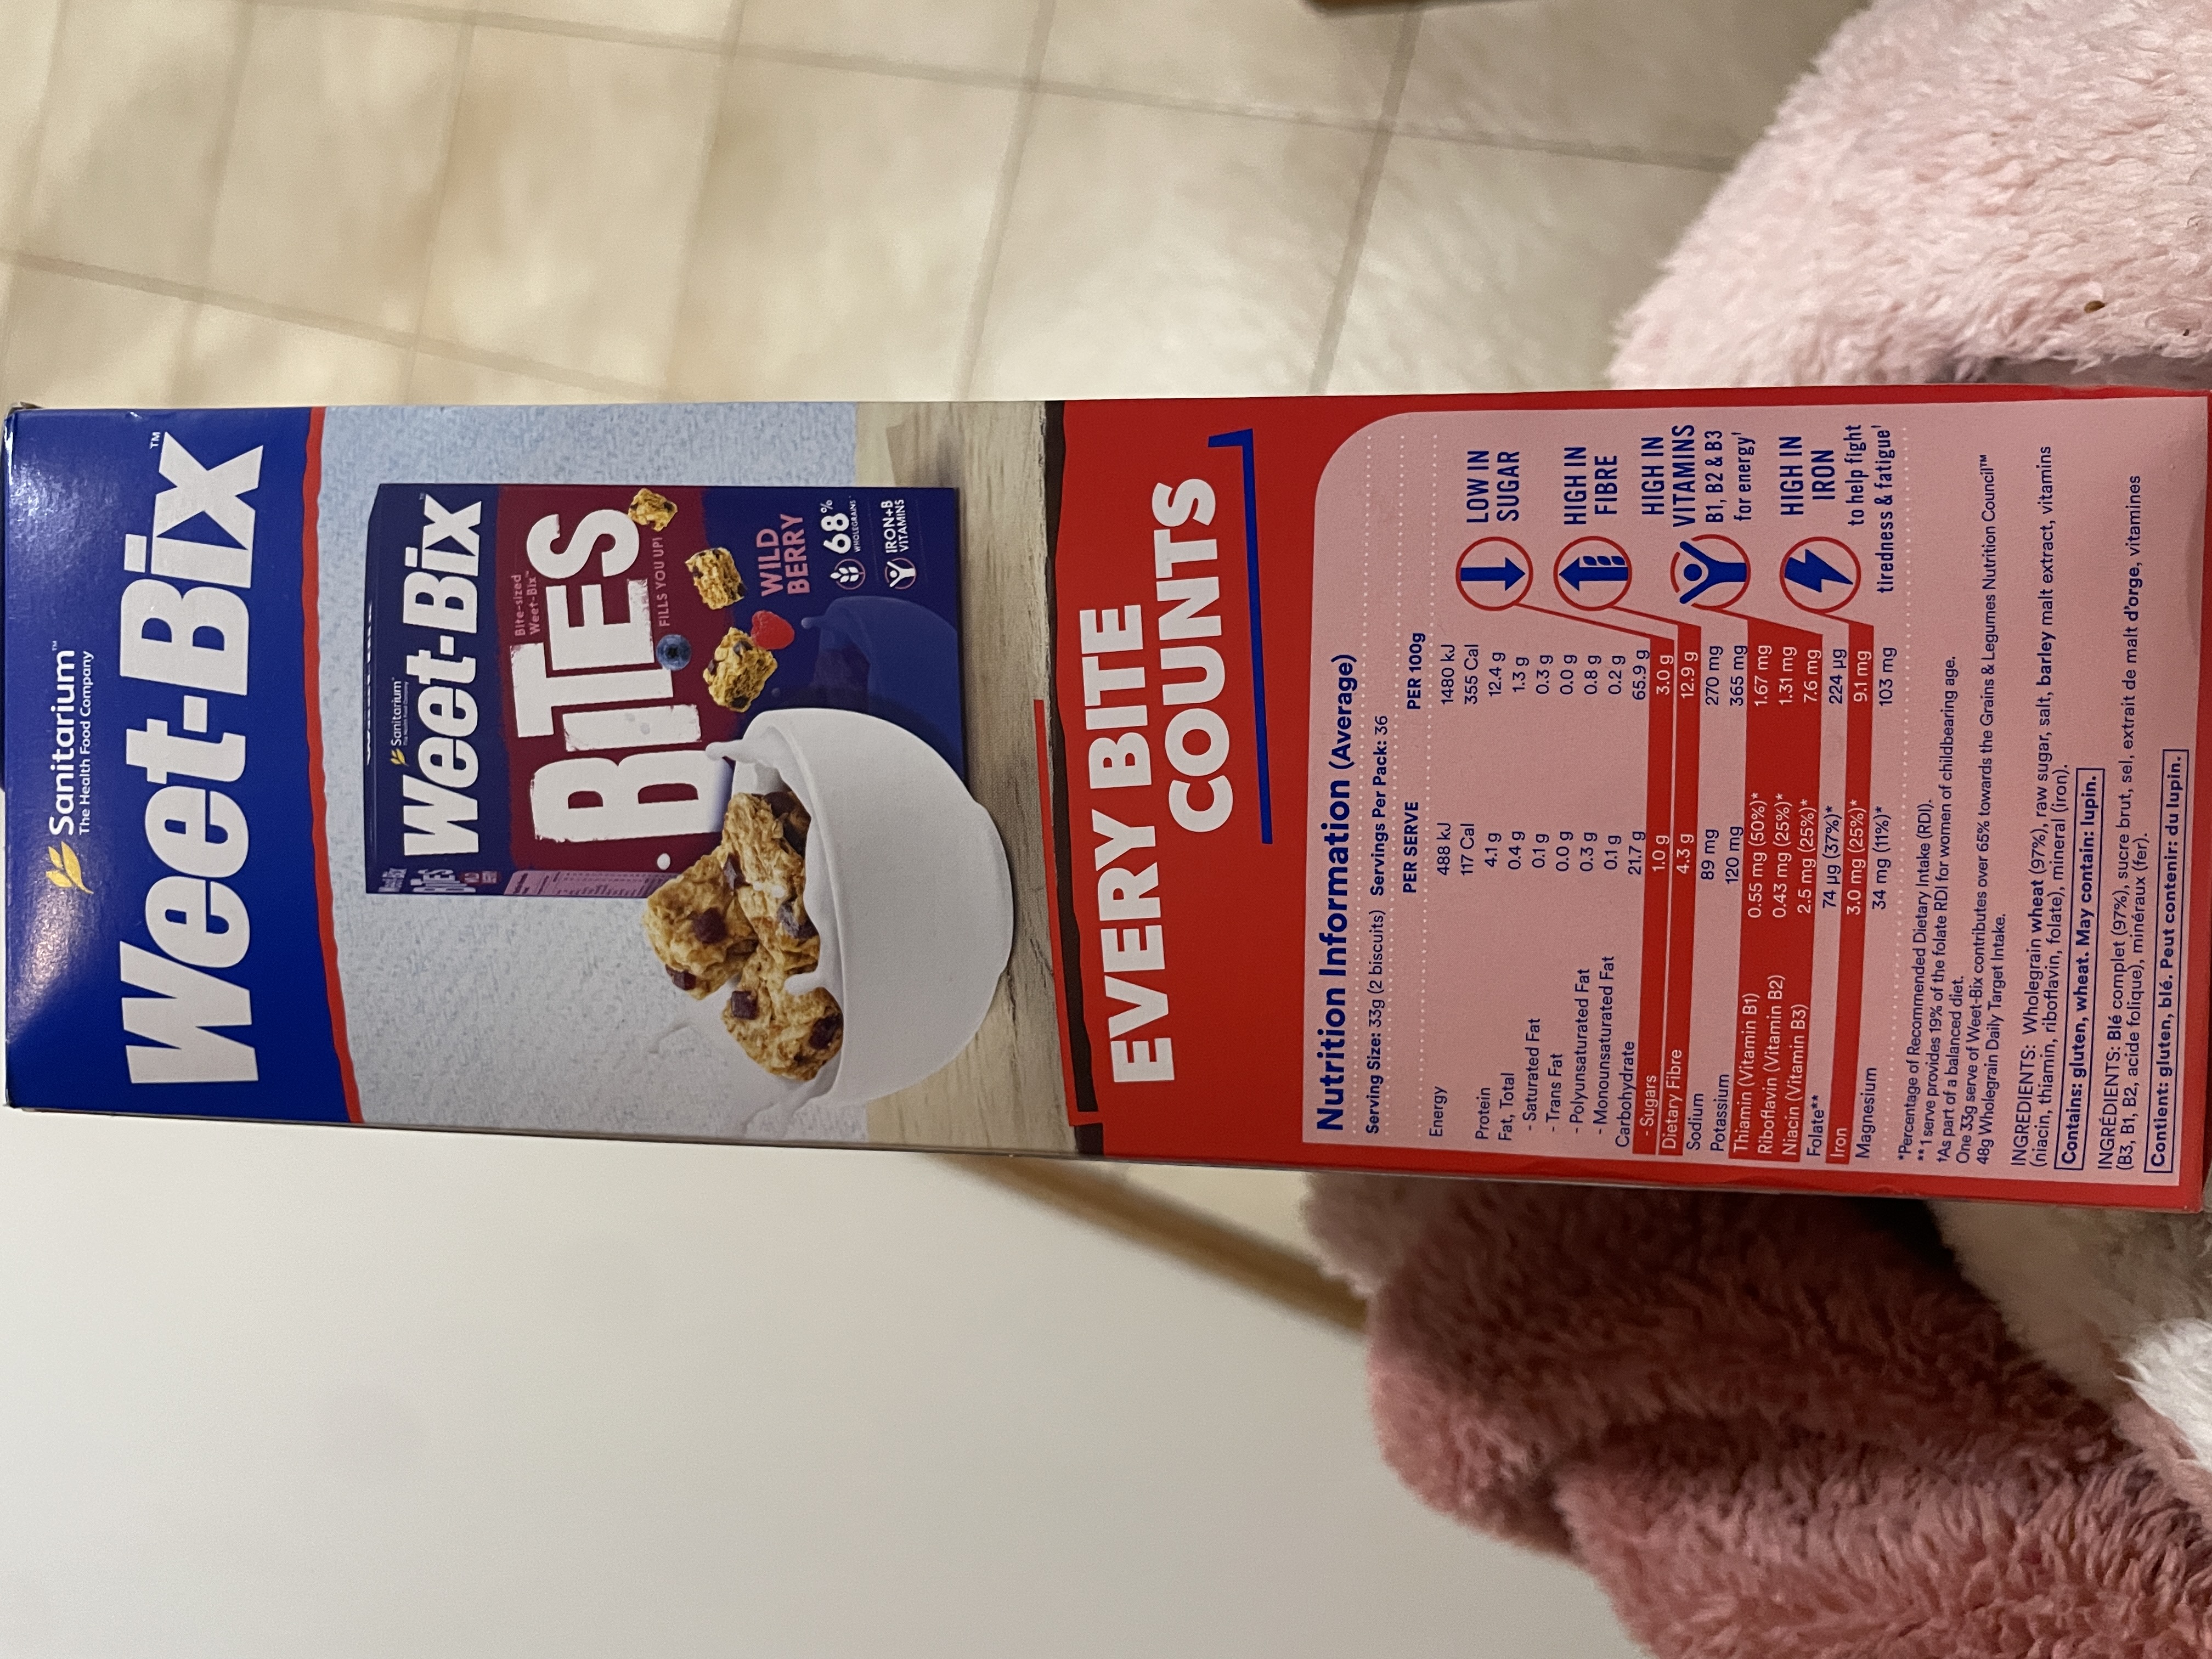 Sanitarium™
The Health Food Company
Weet-Bix™
Sanitarium
Weet-Bix
Bite-sized
Weet-Bix™
BITES
FILLS YOU UP!
WILD
BERRY
68%
WHOLEGRAINS
IRON+B
VITAMINS
EVERY BITE
COUNTS
Nutrition Information (Average)
Serving Size: 33g (2 biscuits) Servings Per Pack: 36
PER SERVE PER 100g
Energy 488 kJ 1480 kJ
117 Cal 355 Cal
Protein 4.1 g 12.4 g
Fat, Total 0.4 g 1.3 g
- Saturated Fat 0.1 g 0.3 g
- Trans Fat 0.0 g 0.0 g
- Polyunsaturated Fat 0.3 g 0.8 g
- Monounsaturated Fat 0.1 g 0.2 g
Carbohydrate 21.7 g 65.9 g
- Sugars 1.0 g 3.0 g
Dietary Fibre 4.3 g 12.9 g
Sodium 89 mg 270 mg
Potassium 120 mg 365 mg
Thiamin (Vitamin B1) 0.55 mg (50%)* 1.67 mg
Riboflavin (Vitamin B2) 0.43 mg (25%)* 1.31 mg
Niacin (Vitamin B3) 2.5 mg (25%)* 7.6 mg
Folate** 74 µg (37%)* 224 µg
Iron 3.0 mg (25%)* 9.1 mg
Magnesium 34 mg (11%)* 103 mg
LOW IN
SUGAR
HIGH IN
FIBRE
HIGH IN
VITAMINS
B1, B2 & B3
for energy†
HIGH IN
IRON
to help fight
tiredness & fatigue†
*Percentage of Recommended Dietary Intake (RDI).
**1 serve provides 19% of the folate RDI for women of childbearing age.
†As part of a balanced diet.
One 33g serve of Weet-Bix contributes over 65% towards the Grains & Legumes Nutrition Council™
48g Wholegrain Daily Target Intake.
INGREDIENTS: Wholegrain wheat (97%), raw sugar, salt, barley malt extract, vitamins
(niacin, thiamin, riboflavin, folate), mineral (iron).
Contains: gluten, wheat. May contain: lupin.
INGRÉDIENTS: Blé complet (97%), sucre brut, sel, extrait de malt d'orge, vitamines
(B3, B1, B2, acide folique), minéraux (fer).
Contient: gluten, blé. Peut contenir: du lupin.